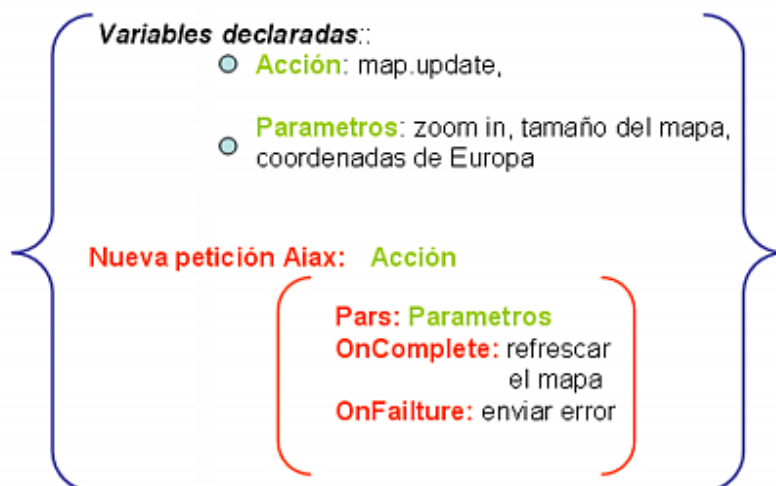 Variables declaradas::
Acción: map.update,
Parametros: zoom in, tamaño del mapa,
coordenadas de Europa
Nueva petición Aiax: Acción
Pars: Parametros
OnComplete: refrescar
el mapa
OnFailture: enviar error